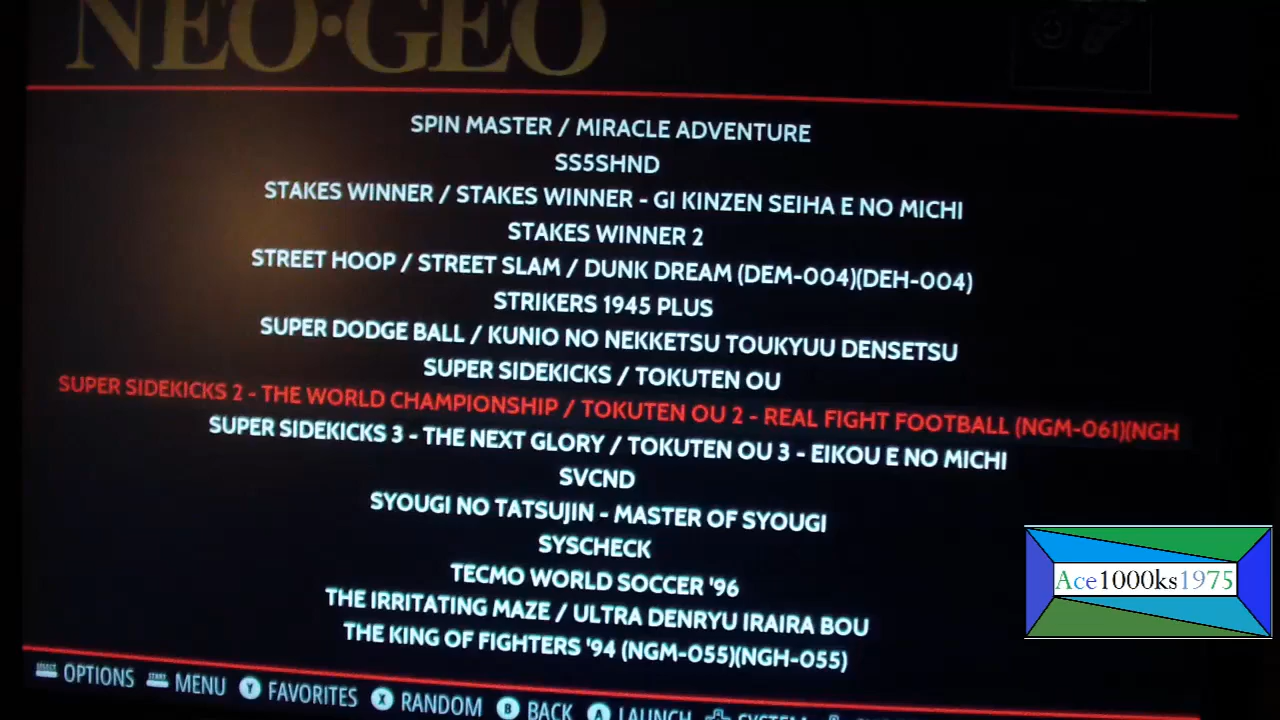 NEO•GEO
SPIN MASTER / MIRACLE ADVENTURE
SS5SHND
STAKES WINNER / STAKES WINNER - GI KINZEN SEIHA E NO MICHI
STAKES WINNER 2
STREET HOOP / STREET SLAM / DUNK DREAM (DEM-004)(DEH-004)
STRIKERS 1945 PLUS
SUPER DODGE BALL / KUNIO NO NEKKETSU TOUKYUU DENSETSU
SUPER SIDEKICKS / TOKUTEN OU
SUPER SIDEKICKS 2 - THE WORLD CHAMPIONSHIP / TOKUTEN OU 2 - REAL FIGHT FOOTBALL (NGM-061)(NGH
SUPER SIDEKICKS 3 - THE NEXT GLORY / TOKUTEN OU 3 - EIKOU E NO MICHI
SVCND
SYOUGI NO TATSUJIN - MASTER OF SYOUGI
SYSCHECK
Ace1000ks1975
TECMO WORLD SOCCER '96
THE IRRITATING MAZE / ULTRA DENRYU IRAIRA BOU
THE KING OF FIGHTERS '94 (NGM-055)(NGH-055)
SELECT OPTIONS START MENU Y FAVORITES X RANDOM B BACK A LAUNCH SYSTEM